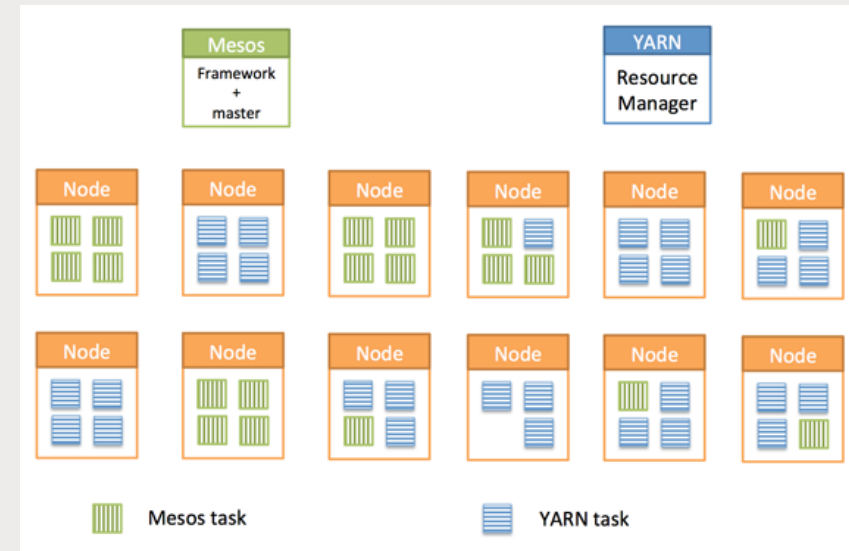 Mesos
Framework
+
master
YARN
Resource
Manager
Node
Node
Node
Node
Node
Node
Node
Node
Node
Node
Node
Node
Mesos task
YARN task